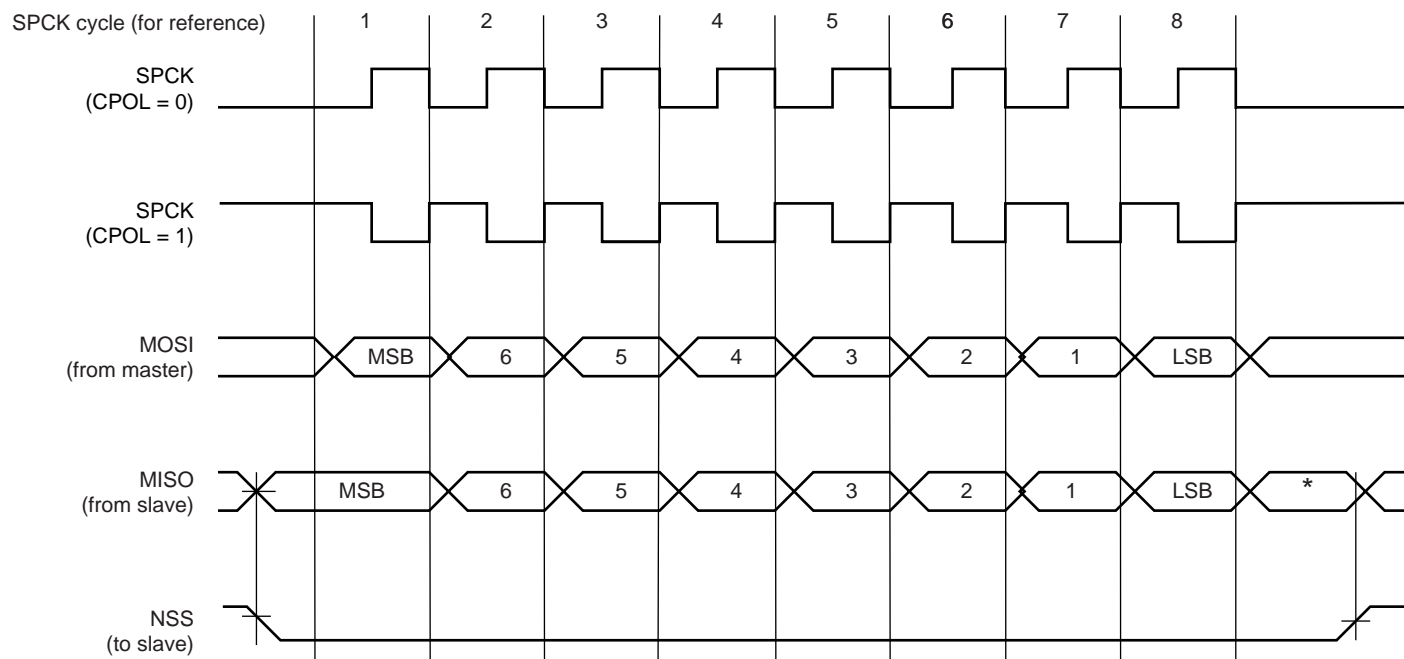 SPCK cycle (for reference) 1 2 3 4 5 6 7 8
SPCK
(CPOL = 0)
SPCK
(CPOL = 1)
MOSI
(from master)
MSB 6 5 4 3 2 1 LSB
MISO
(from slave)
MSB 6 5 4 3 2 1 LSB *
NSS
(to slave)